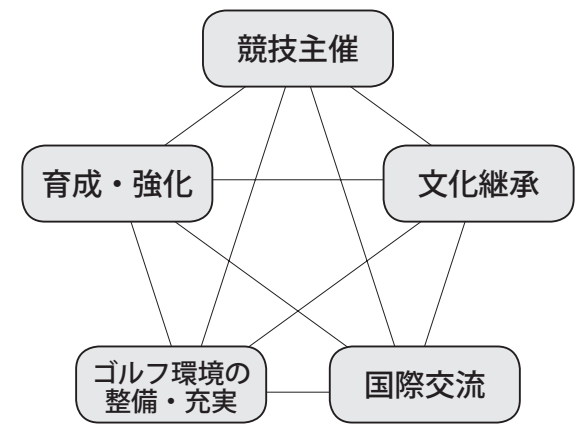 競技主催
育成・強化
文化継承
ゴルフ環境の
整備・充実
国際交流